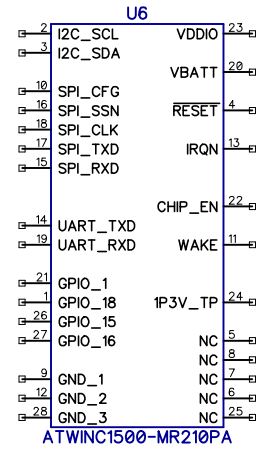 U6
2 I2C_SCL VDDIO 23
3 I2C_SDA
VBATT 20
10 SPI_CFG RESET 4
16 SPI_SSN
18 SPI_CLK
17 SPI_TXD IRQN 13
15 SPI_RXD
CHIP_EN 22
14 UART_TXD
19 UART_RXD WAKE 11
21 GPIO_1
1 GPIO_18 1P3V_TP 24
26 GPIO_15
27 GPIO_16 NC 5
NC 8
9 GND_1 NC 7
12 GND_2 NC 6
28 GND_3 NC 25
ATWINC1500-MR210PA